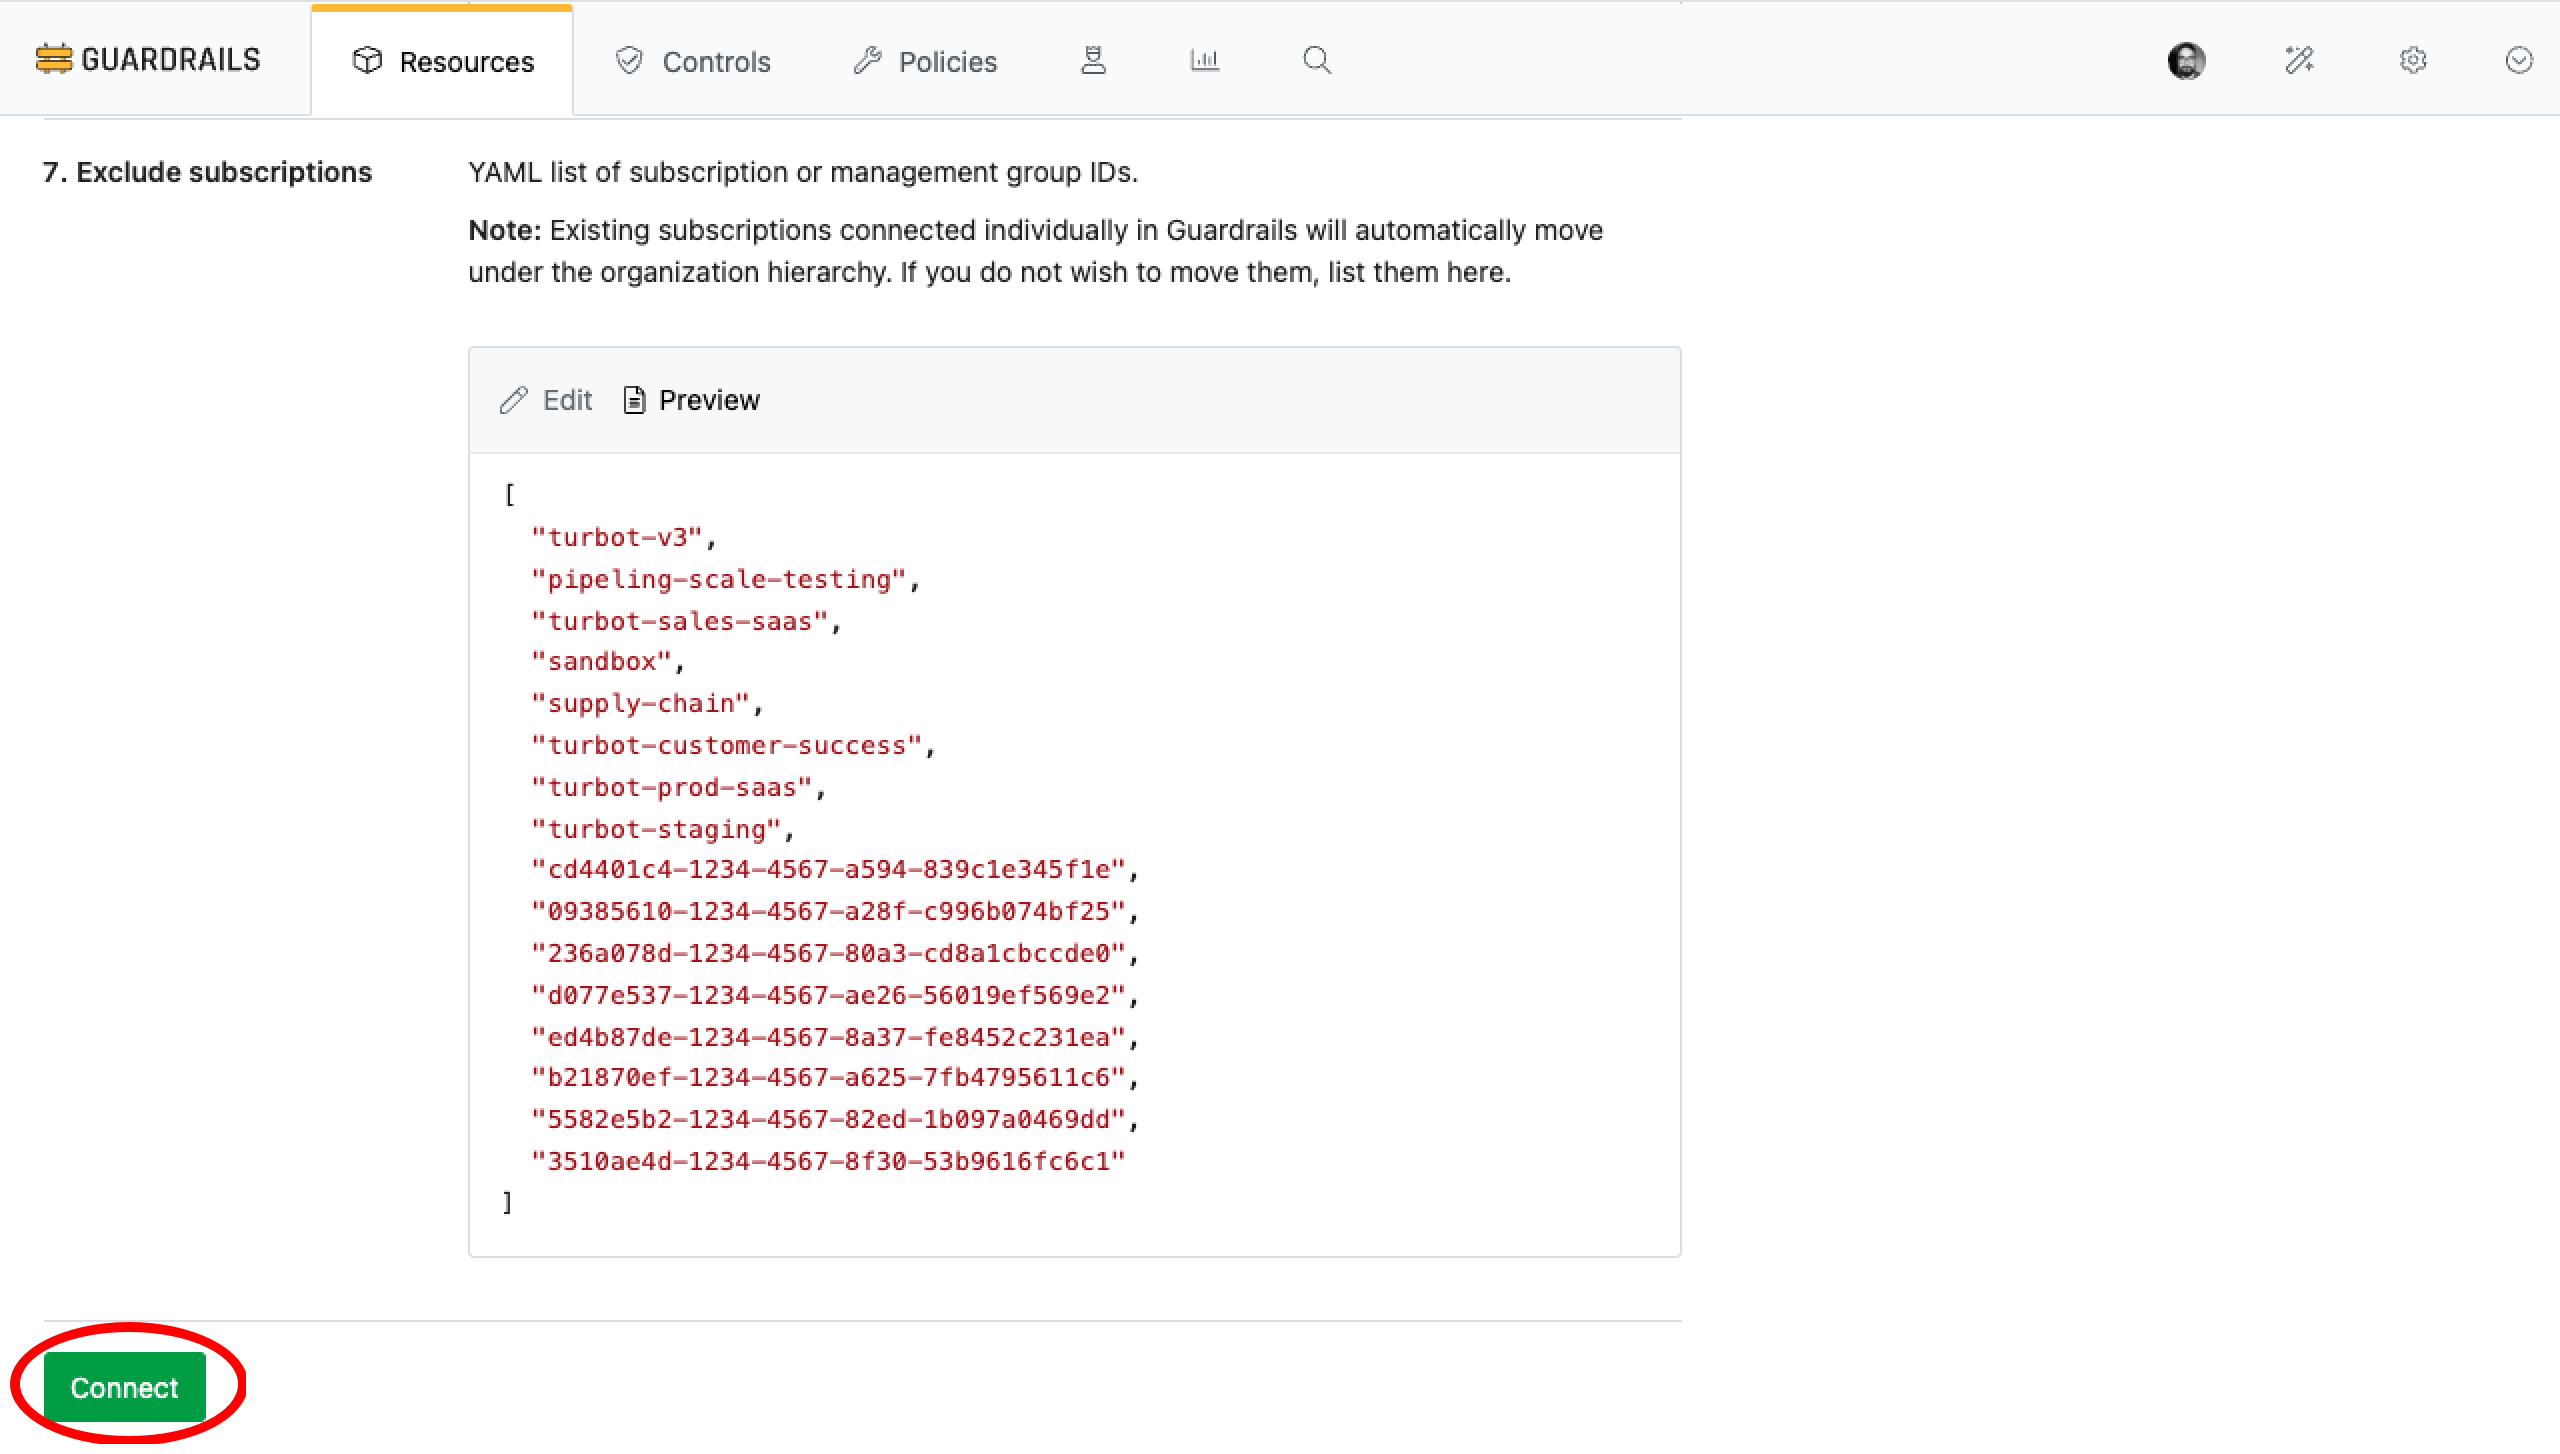 GUARDRAILS
Resources
Controls
Policies
7. Exclude subscriptions
YAML list of subscription or management group IDs.
Note: Existing subscriptions connected individually in Guardrails will automatically move
under the organization hierarchy. If you do not wish to move them, list them here.
Edit
Preview
[
"turbot-v3",
"pipeling-scale-testing",
"turbot-sales-saas",
"sandbox",
"supply-chain",
"turbot-customer-success",
"turbot-prod-saas",
"turbot-staging",
"cd4401c4-1234-4567-a594-839c1e345f1e",
"09385610-1234-4567-a28f-c996b074bf25",
"236a078d-1234-4567-80a3-cd8a1cbccde0",
"d077e537-1234-4567-ae26-56019ef569e2",
"ed4b87de-1234-4567-8a37-fe8452c231ea",
"b21870ef-1234-4567-a625-7fb4795611c6",
"5582e5b2-1234-4567-82ed-1b097a0469dd",
"3510ae4d-1234-4567-8f30-53b9616fc6c1"
]
Connect